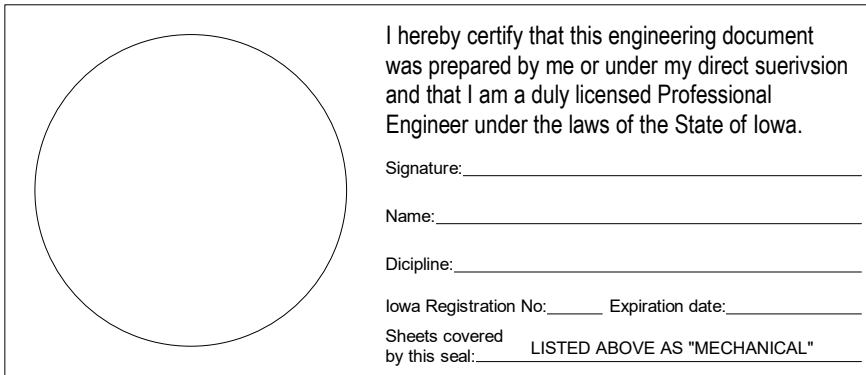 I hereby certify that this engineering document
was prepared by me or under my direct suerivsion
and that I am a duly licensed Professional
Engineer under the laws of the State of Iowa.
Signature:
Name:
Dicipline:
Iowa Registration No: Expiration date:
Sheets covered
by this seal: LISTED ABOVE AS "MECHANICAL"